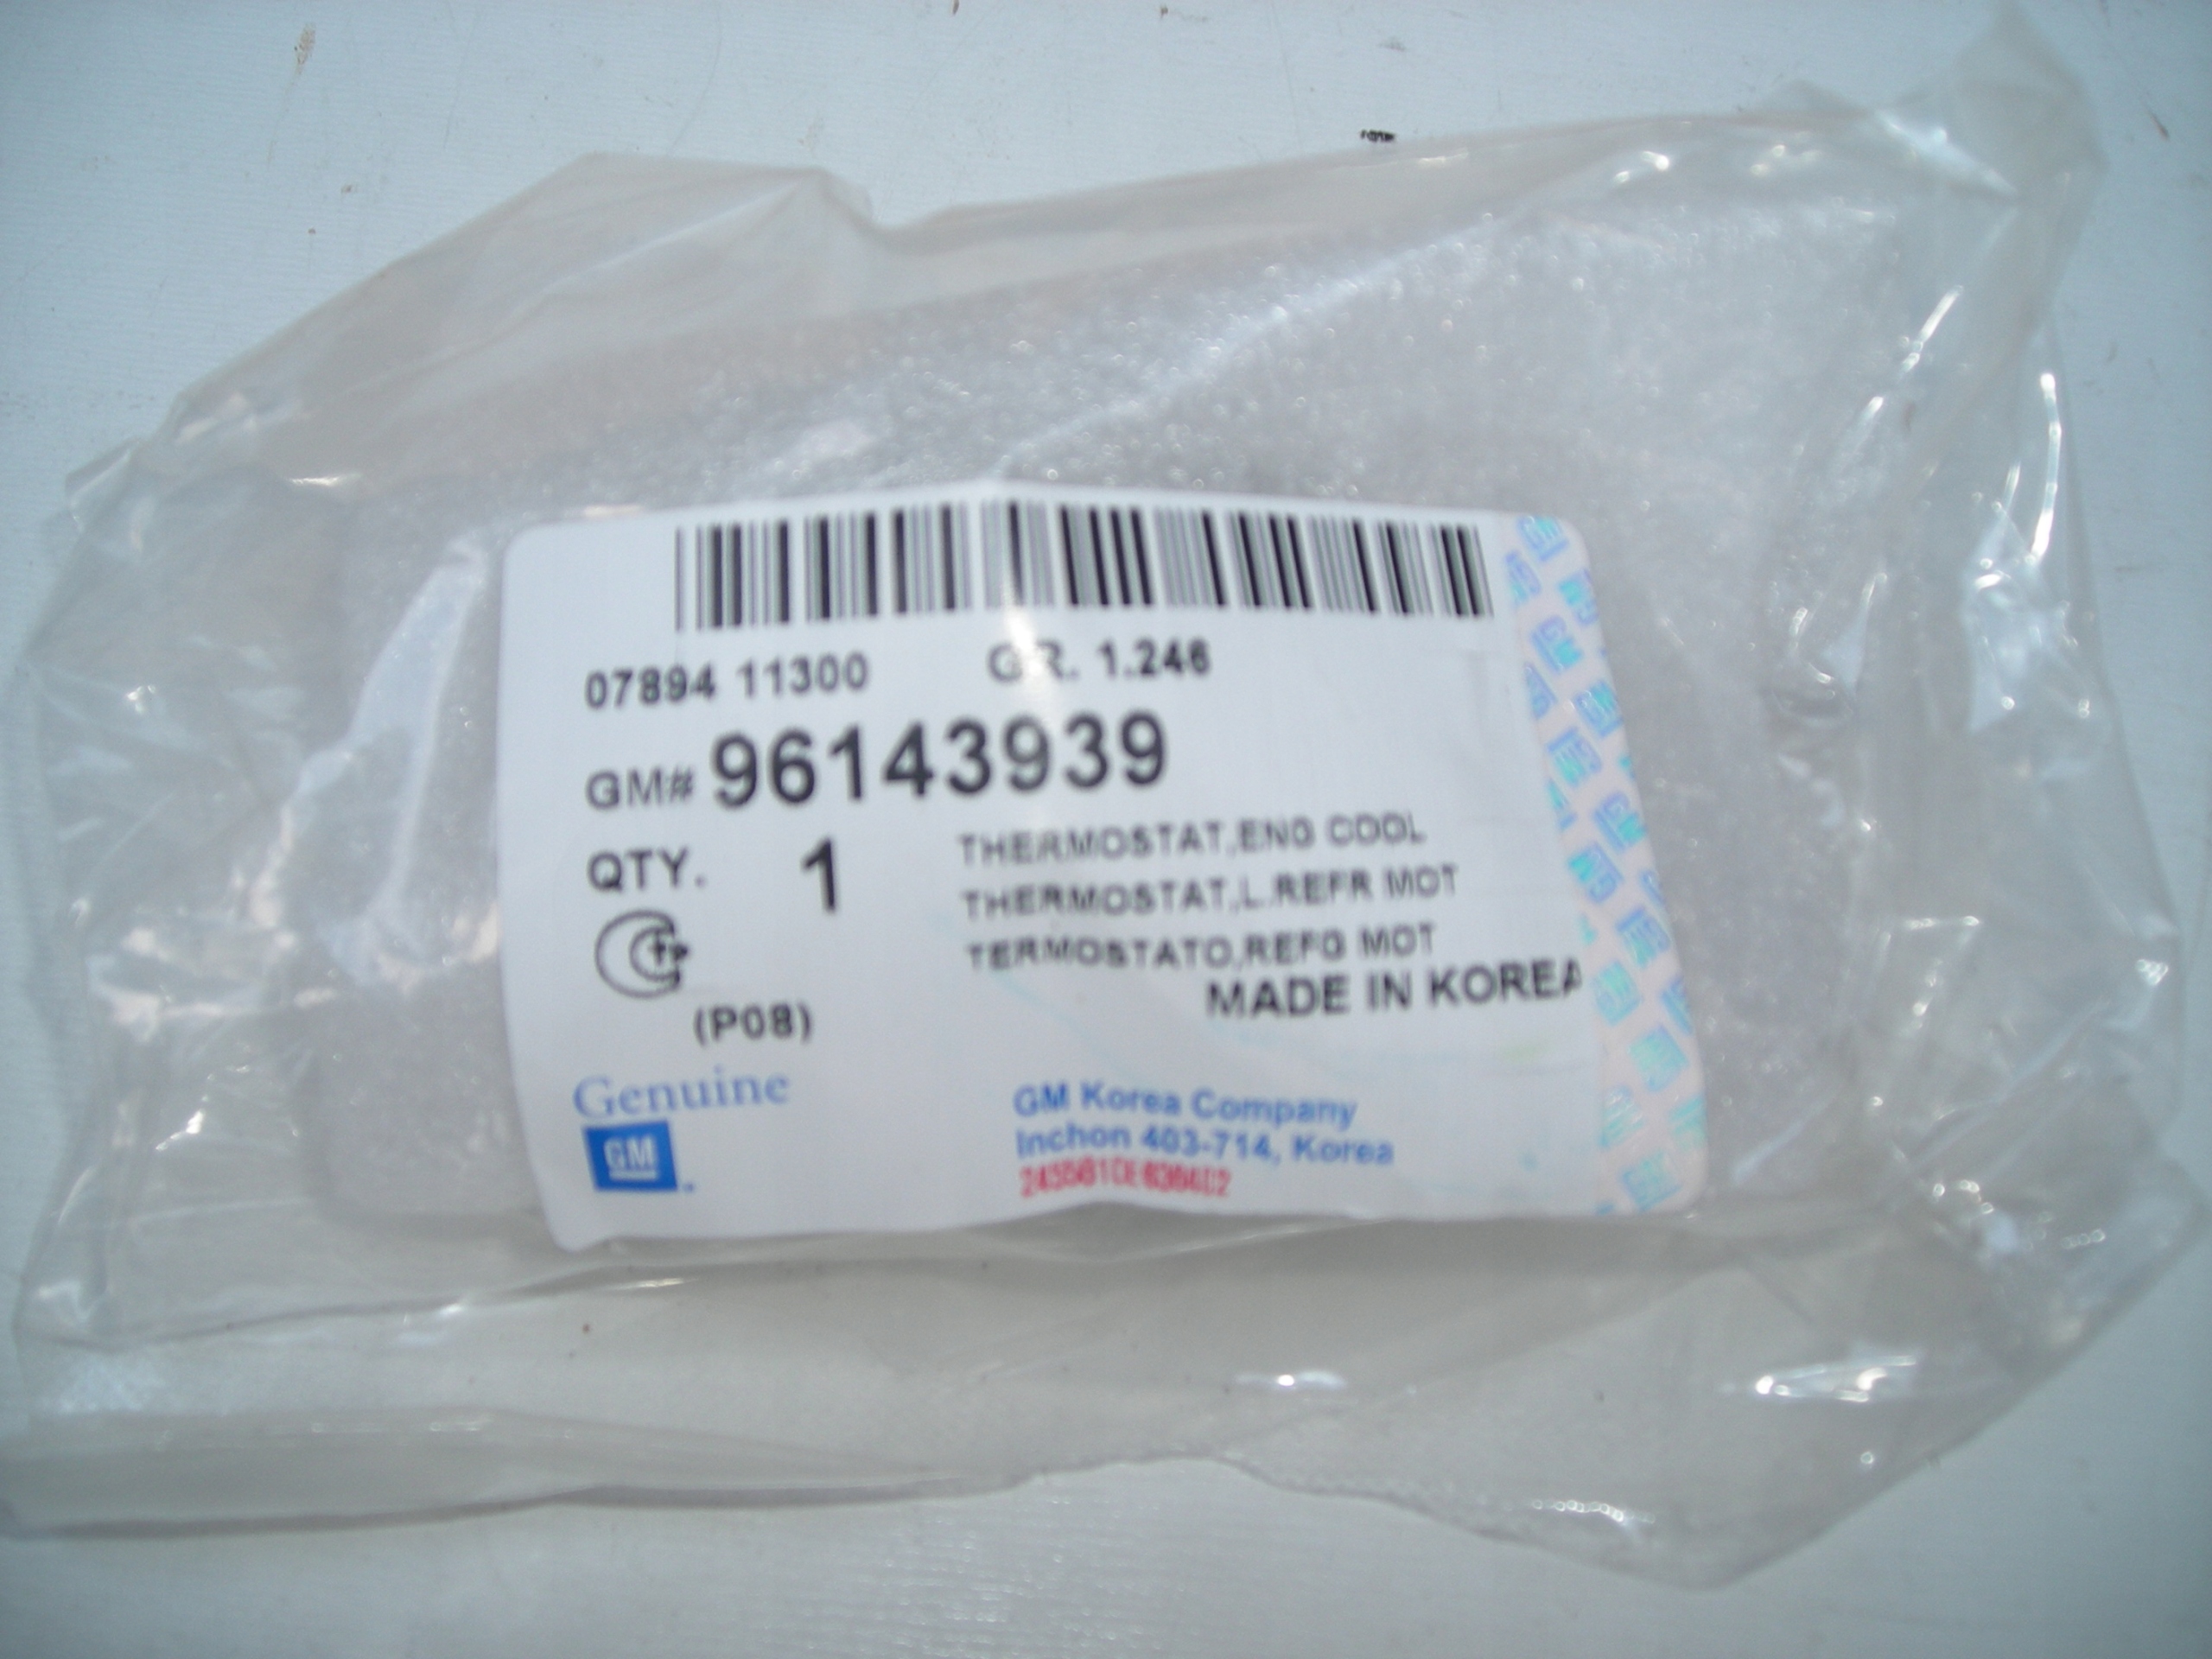 07894 11300 GR. 1.246
GM# 96143939
QTY. 1
THERMOSTAT,ENG COOL
THERMOSTAT,L.REFR MOT
TERMOSTATO,REFG MOT
MADE IN KOREA
(P08)
Genuine
GM
GM Korea Company
Inchon 403-714, Korea